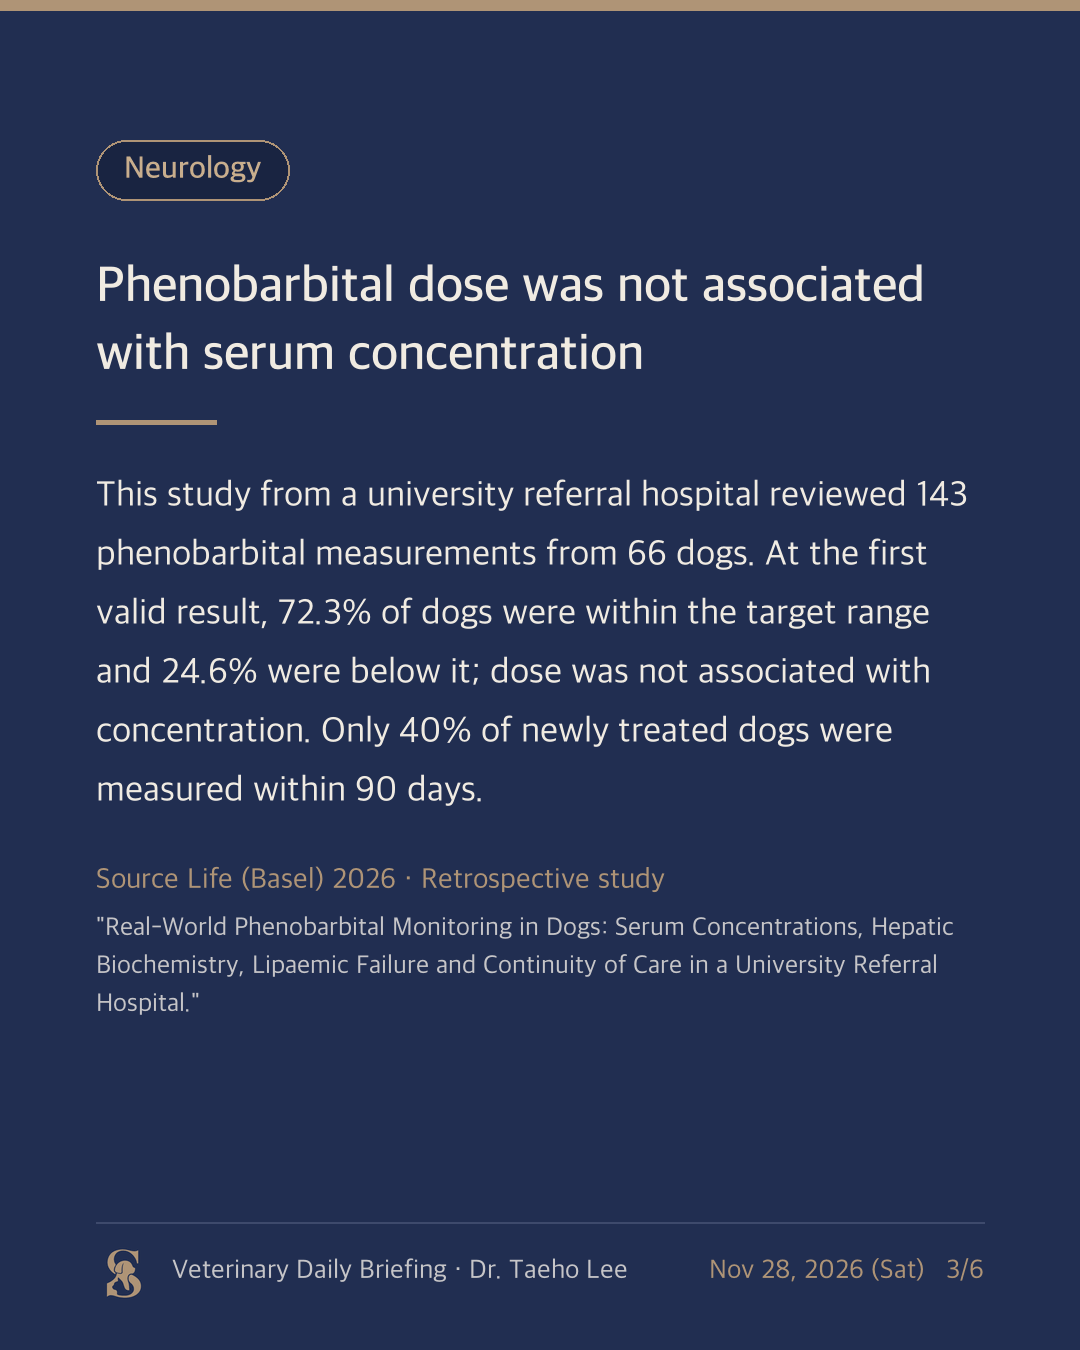 Neurology
Phenobarbital dose was not associated
with serum concentration
This study from a university referral hospital reviewed 143
phenobarbital measurements from 66 dogs. At the first
valid result, 72.3% of dogs were within the target range
and 24.6% were below it; dose was not associated with
concentration. Only 40% of newly treated dogs were
measured within 90 days.
Source Life (Basel) 2026 · Retrospective study
"Real-World Phenobarbital Monitoring in Dogs: Serum Concentrations, Hepatic
Biochemistry, Lipaemic Failure and Continuity of Care in a University Referral
Hospital."
Veterinary Daily Briefing · Dr. Taeho Lee Nov 28, 2026 (Sat) 3/6